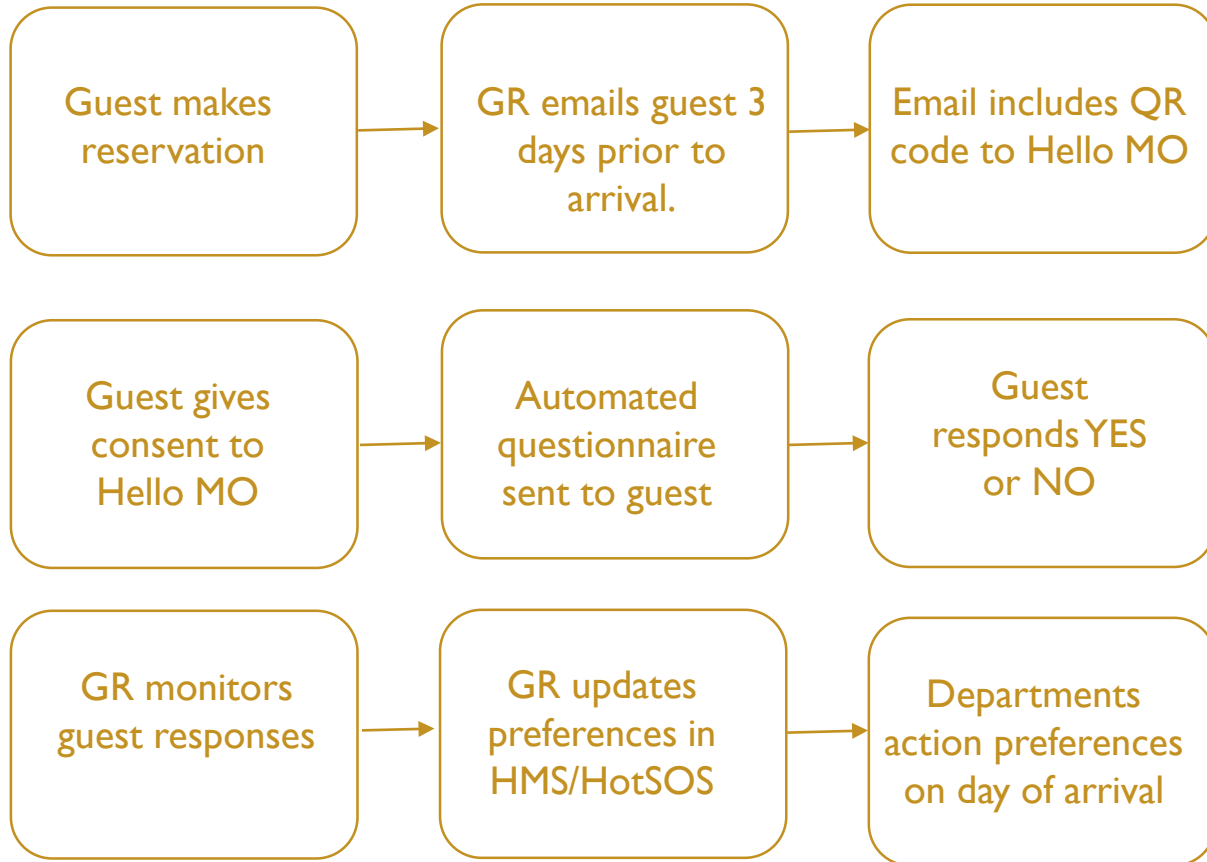 Guest makes
reservation
GR emails guest 3
days prior to
arrival.
Email includes QR
code to Hello MO
Guest gives
consent to
Hello MO
Automated
questionnaire
sent to guest
Guest
responds YES
or NO
GR monitors
guest responses
GR updates
preferences in
HMS/HotSOS
Departments
action preferences
on day of arrival